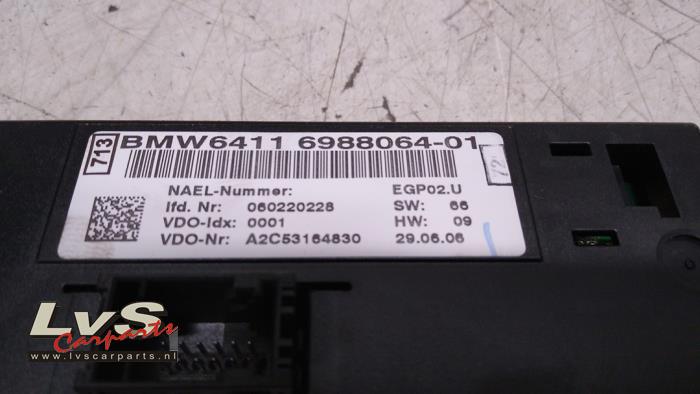 713
BMW6411 6988064-01
72
NAEL-Nummer: EGP02.U
lfd. Nr: 060220228 SW: 66
VDO-Idx: 0001 HW: 09
VDO-Nr: A2C53164830 29.06.06
LvS
Carparts
www.lvscarparts.nl